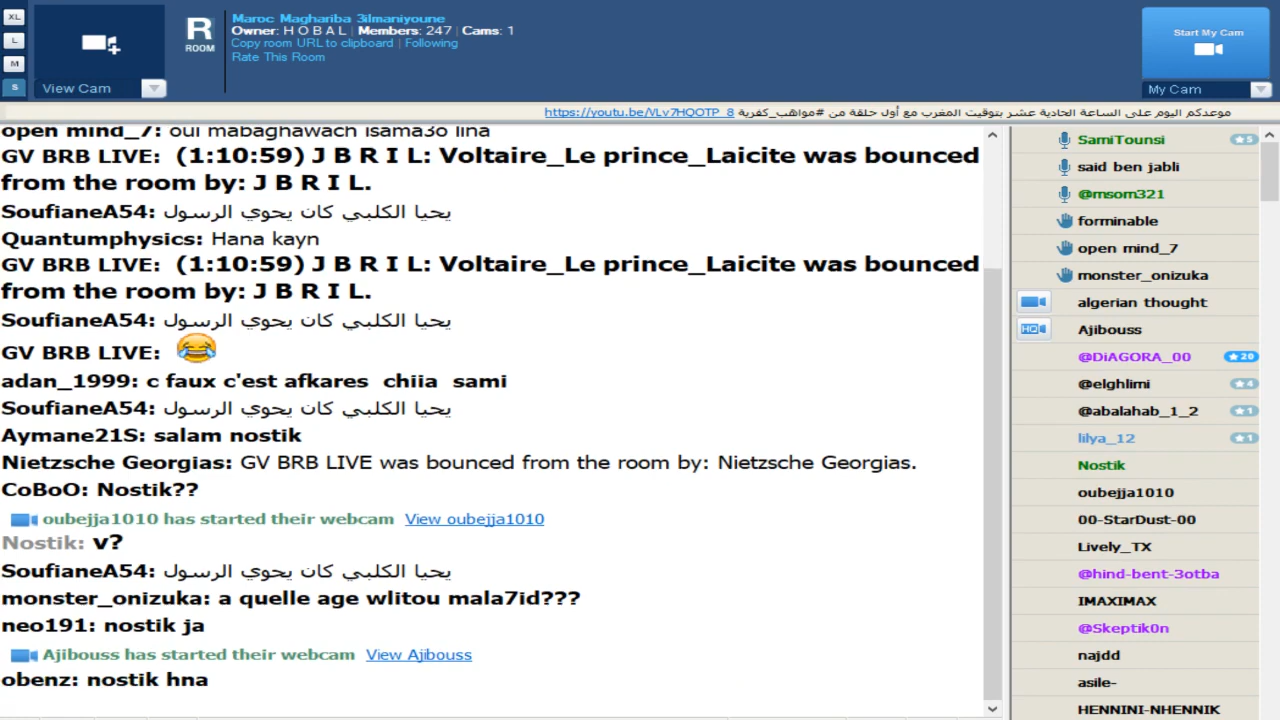 XL
L
M
S
View Cam
R
ROOM
Maroc Maghariba 3ilmaniyoune
Owner: H O B A L | Members: 247 | Cams: 1
Copy room URL to clipboard | Following
Rate This Room
Start My Cam
My Cam
موعدكم اليوم على الساعة الحادية عشر بتوقيت المغرب مع أول حلقة من #مواهب_كفرية https://youtu.be/VLv7HQOTP_8
open mind_7: oui mabaghawach isama3o lina
GV BRB LIVE: (1:10:59) J B R I L: Voltaire_Le prince_Laicite was bounced
from the room by: J B R I L.
SoufianeA54: يحيا الكلبي كان يحوي الرسول
Quantumphysics: Hana kayn
GV BRB LIVE: (1:10:59) J B R I L: Voltaire_Le prince_Laicite was bounced
from the room by: J B R I L.
SoufianeA54: يحيا الكلبي كان يحوي الرسول
GV BRB LIVE: 😂
adan_1999: c faux c'est afkares chiia sami
SoufianeA54: يحيا الكلبي كان يحوي الرسول
Aymane21S: salam nostik
Nietzsche Georgias: GV BRB LIVE was bounced from the room by: Nietzsche Georgias.
CoBoO: Nostik??
oubejja1010 has started their webcam View oubejja1010
Nostik: v?
SoufianeA54: يحيا الكلبي كان يحوي الرسول
monster_onizuka: a quelle age wlitou mala7id???
neo191: nostik ja
Ajibouss has started their webcam View Ajibouss
obenz: nostik hna
SamiTounsi ★5
said ben jabli
@msom321
forminable
open mind_7
monster_onizuka
algerian thought
HQ Ajibouss
@DiAGORA_00 ★20
@elghlimi ★4
@abalahab_1_2 ★1
lilya_12 ★1
Nostik
oubejja1010
00-StarDust-00
Lively_TX
@hind-bent-3otba
IMAXIMAX
@Skeptik0n
najdd
asile-
HENNINI-NHENNIK